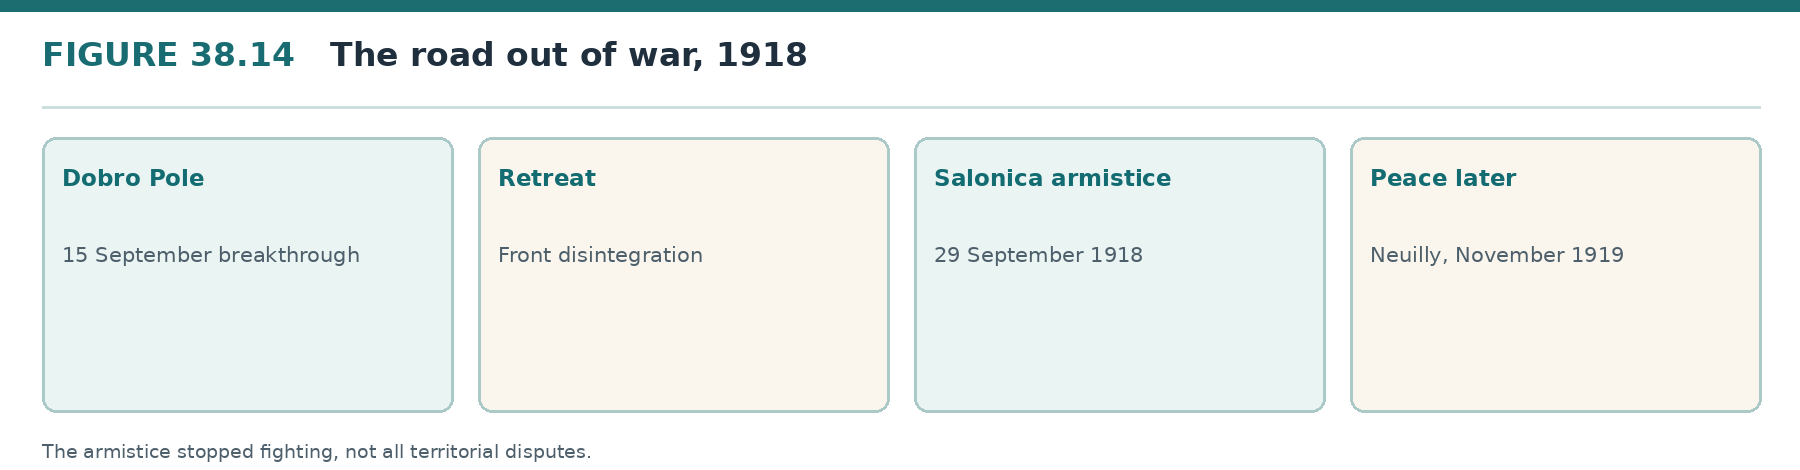 FIGURE 38.14 The road out of war, 1918
Dobro Pole
15 September breakthrough
Retreat
Front disintegration
Salonica armistice
29 September 1918
Peace later
Neuilly, November 1919
The armistice stopped fighting, not all territorial disputes.